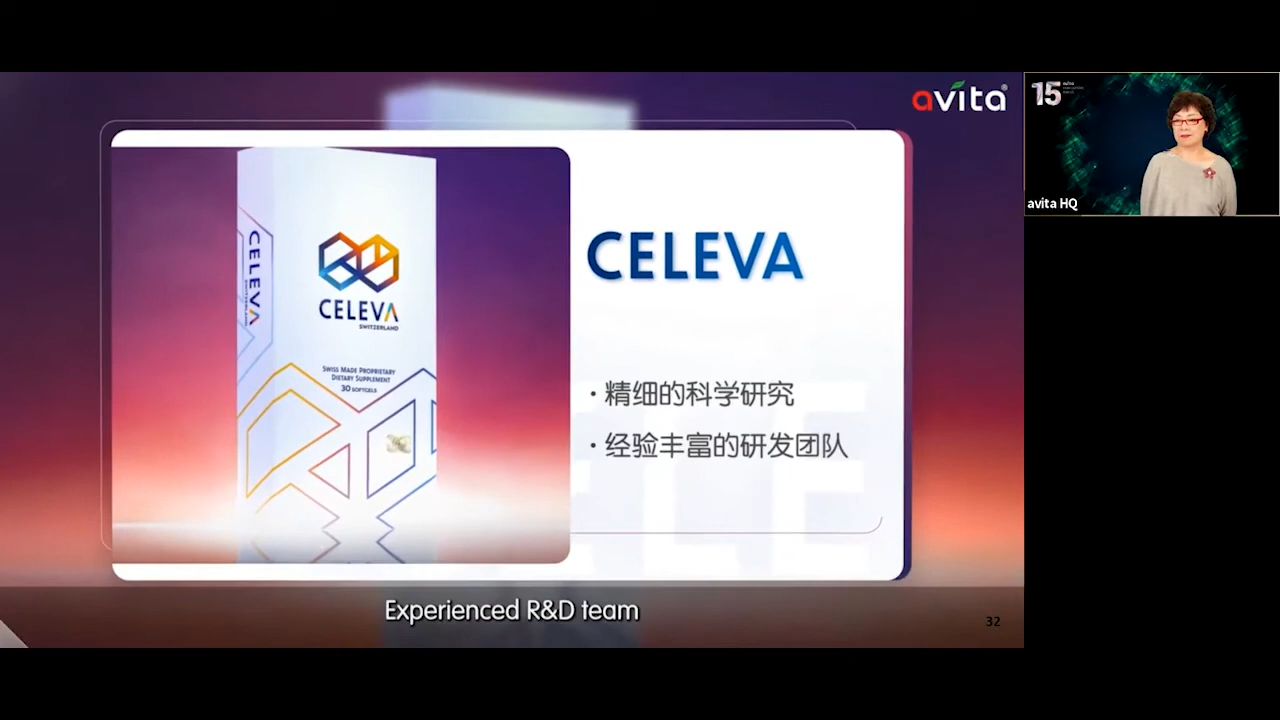 avita®
15
avita HQ
CELEVA
CELEVA
SWITZERLAND
SWISS MADE PROPRIETARY
DIETARY SUPPLEMENT
30 SOFTGELS
CELEVA
· 精细的科学研究
· 经验丰富的研发团队
Experienced R&D team
32